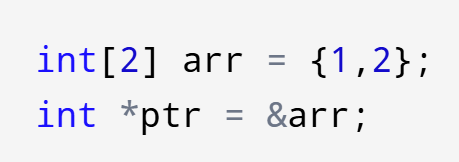 int[2] arr = {1,2};
int *ptr = &arr;